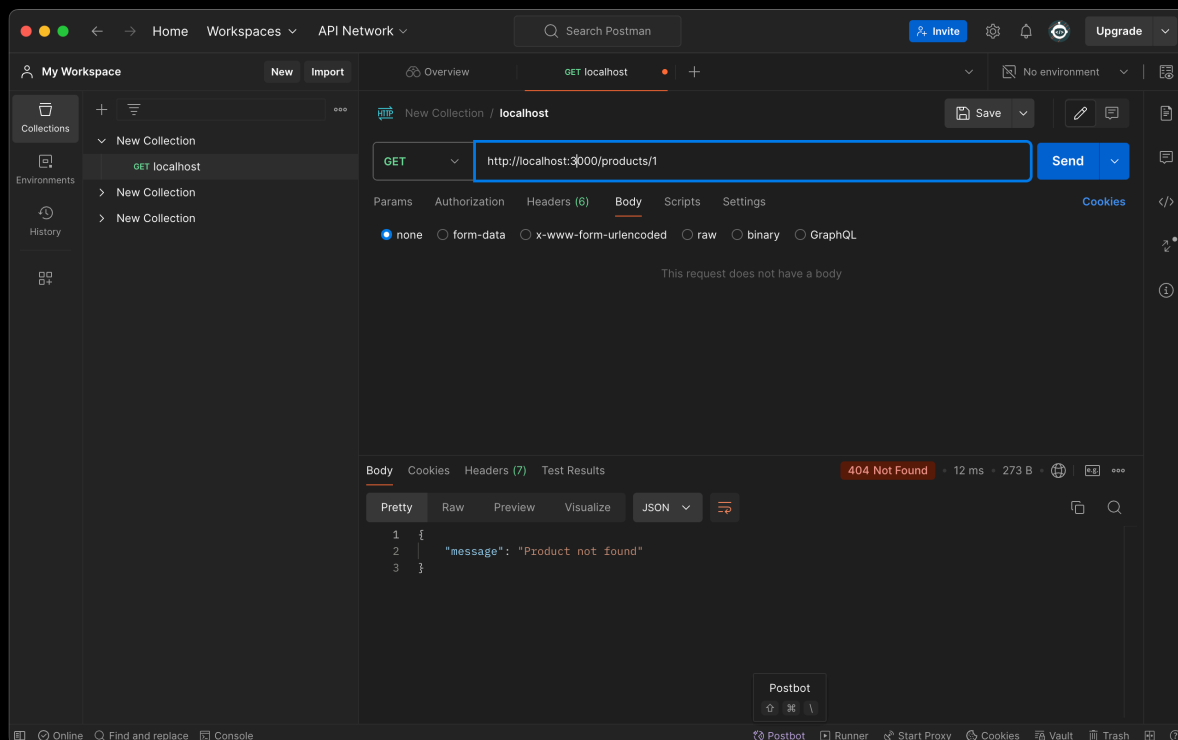 Home Workspaces API Network Search Postman Invite Upgrade
My Workspace New Import Overview GET localhost No environment
Collections
Environments
History
New Collection
GET localhost
New Collection
New Collection
HTTP New Collection / localhost Save
GET http://localhost:3000/products/1 Send
Params Authorization Headers (6) Body Scripts Settings Cookies
none form-data x-www-form-urlencoded raw binary GraphQL
This request does not have a body
Body Cookies Headers (7) Test Results 404 Not Found 12 ms 273 B e.g.
Pretty Raw Preview Visualize JSON
1 {
2 "message": "Product not found"
3 }
Postbot
⇧ ⌘ \
Online Find and replace Console Postbot Runner Start Proxy Cookies Vault Trash